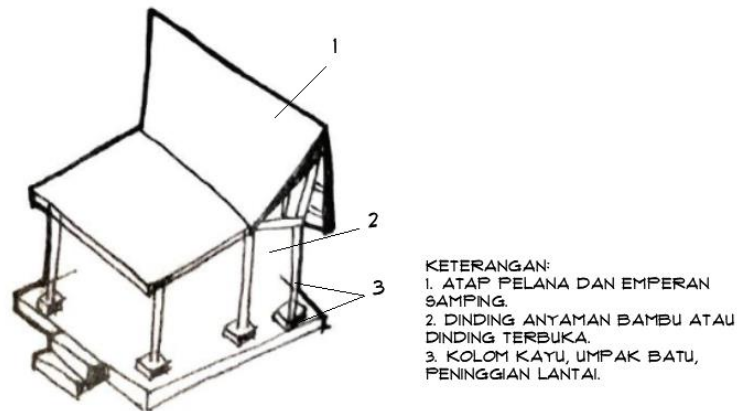 1
2
3
KETERANGAN:
1. ATAP PELANA DAN EMPERAN
SAMPING.
2. DINDING ANYAMAN BAMBU ATAU
DINDING TERBUKA.
3. KOLOM KAYU, UMPAK BATU,
PENINGGIAN LANTAI.